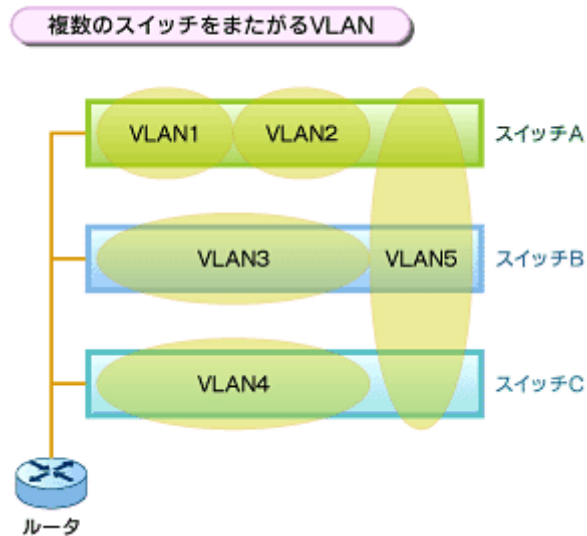 複数のスイッチをまたがるVLAN
VLAN1 VLAN2 スイッチA
VLAN3 VLAN5 スイッチB
VLAN4 スイッチC
ルータ